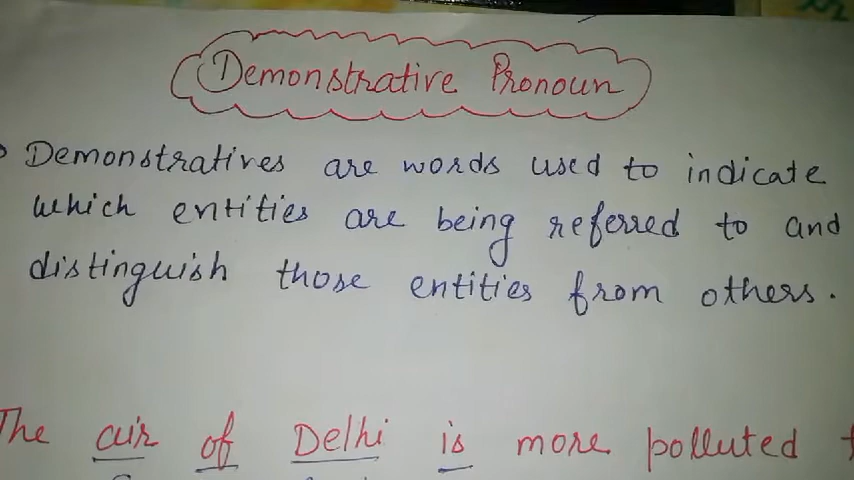 Demonstrative Pronoun
Demonstratives are words used to indicate
which entities are being referred to and
distinguish those entities from others.
The air of Delhi is more polluted